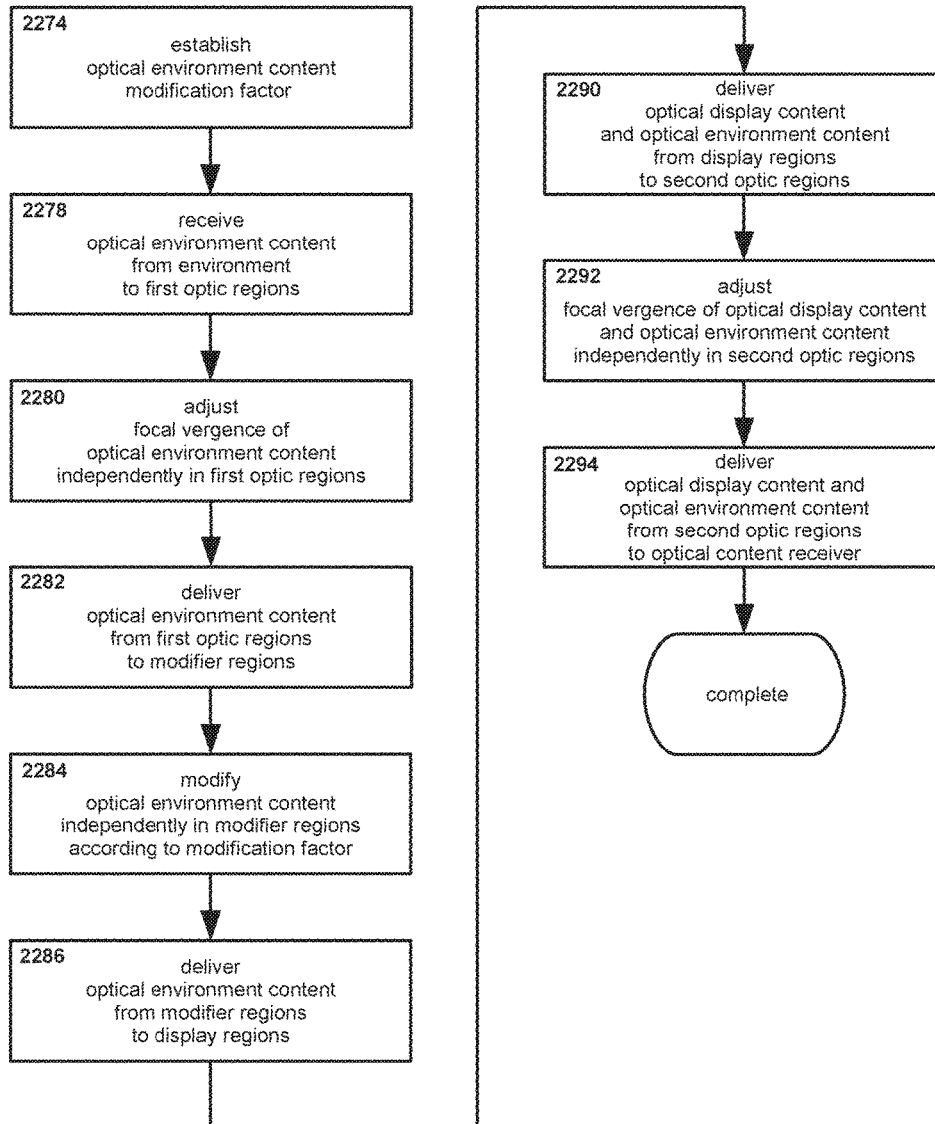 2274
establish
optical environment content
modification factor
2278
receive
optical environment content
from environment
to first optic regions
2280
adjust
focal vergence of
optical environment content
independently in first optic regions
2282
deliver
optical environment content
from first optic regions
to modifier regions
2284
modify
optical environment content
independently in modifier regions
according to modification factor
2286
deliver
optical environment content
from modifier regions
to display regions
2290
deliver
optical display content
and optical environment content
from display regions
to second optic regions
2292
adjust
focal vergence of optical display content
and optical environment content
independently in second optic regions
2294
deliver
optical display content and
optical environment content
from second optic regions
to optical content receiver
complete